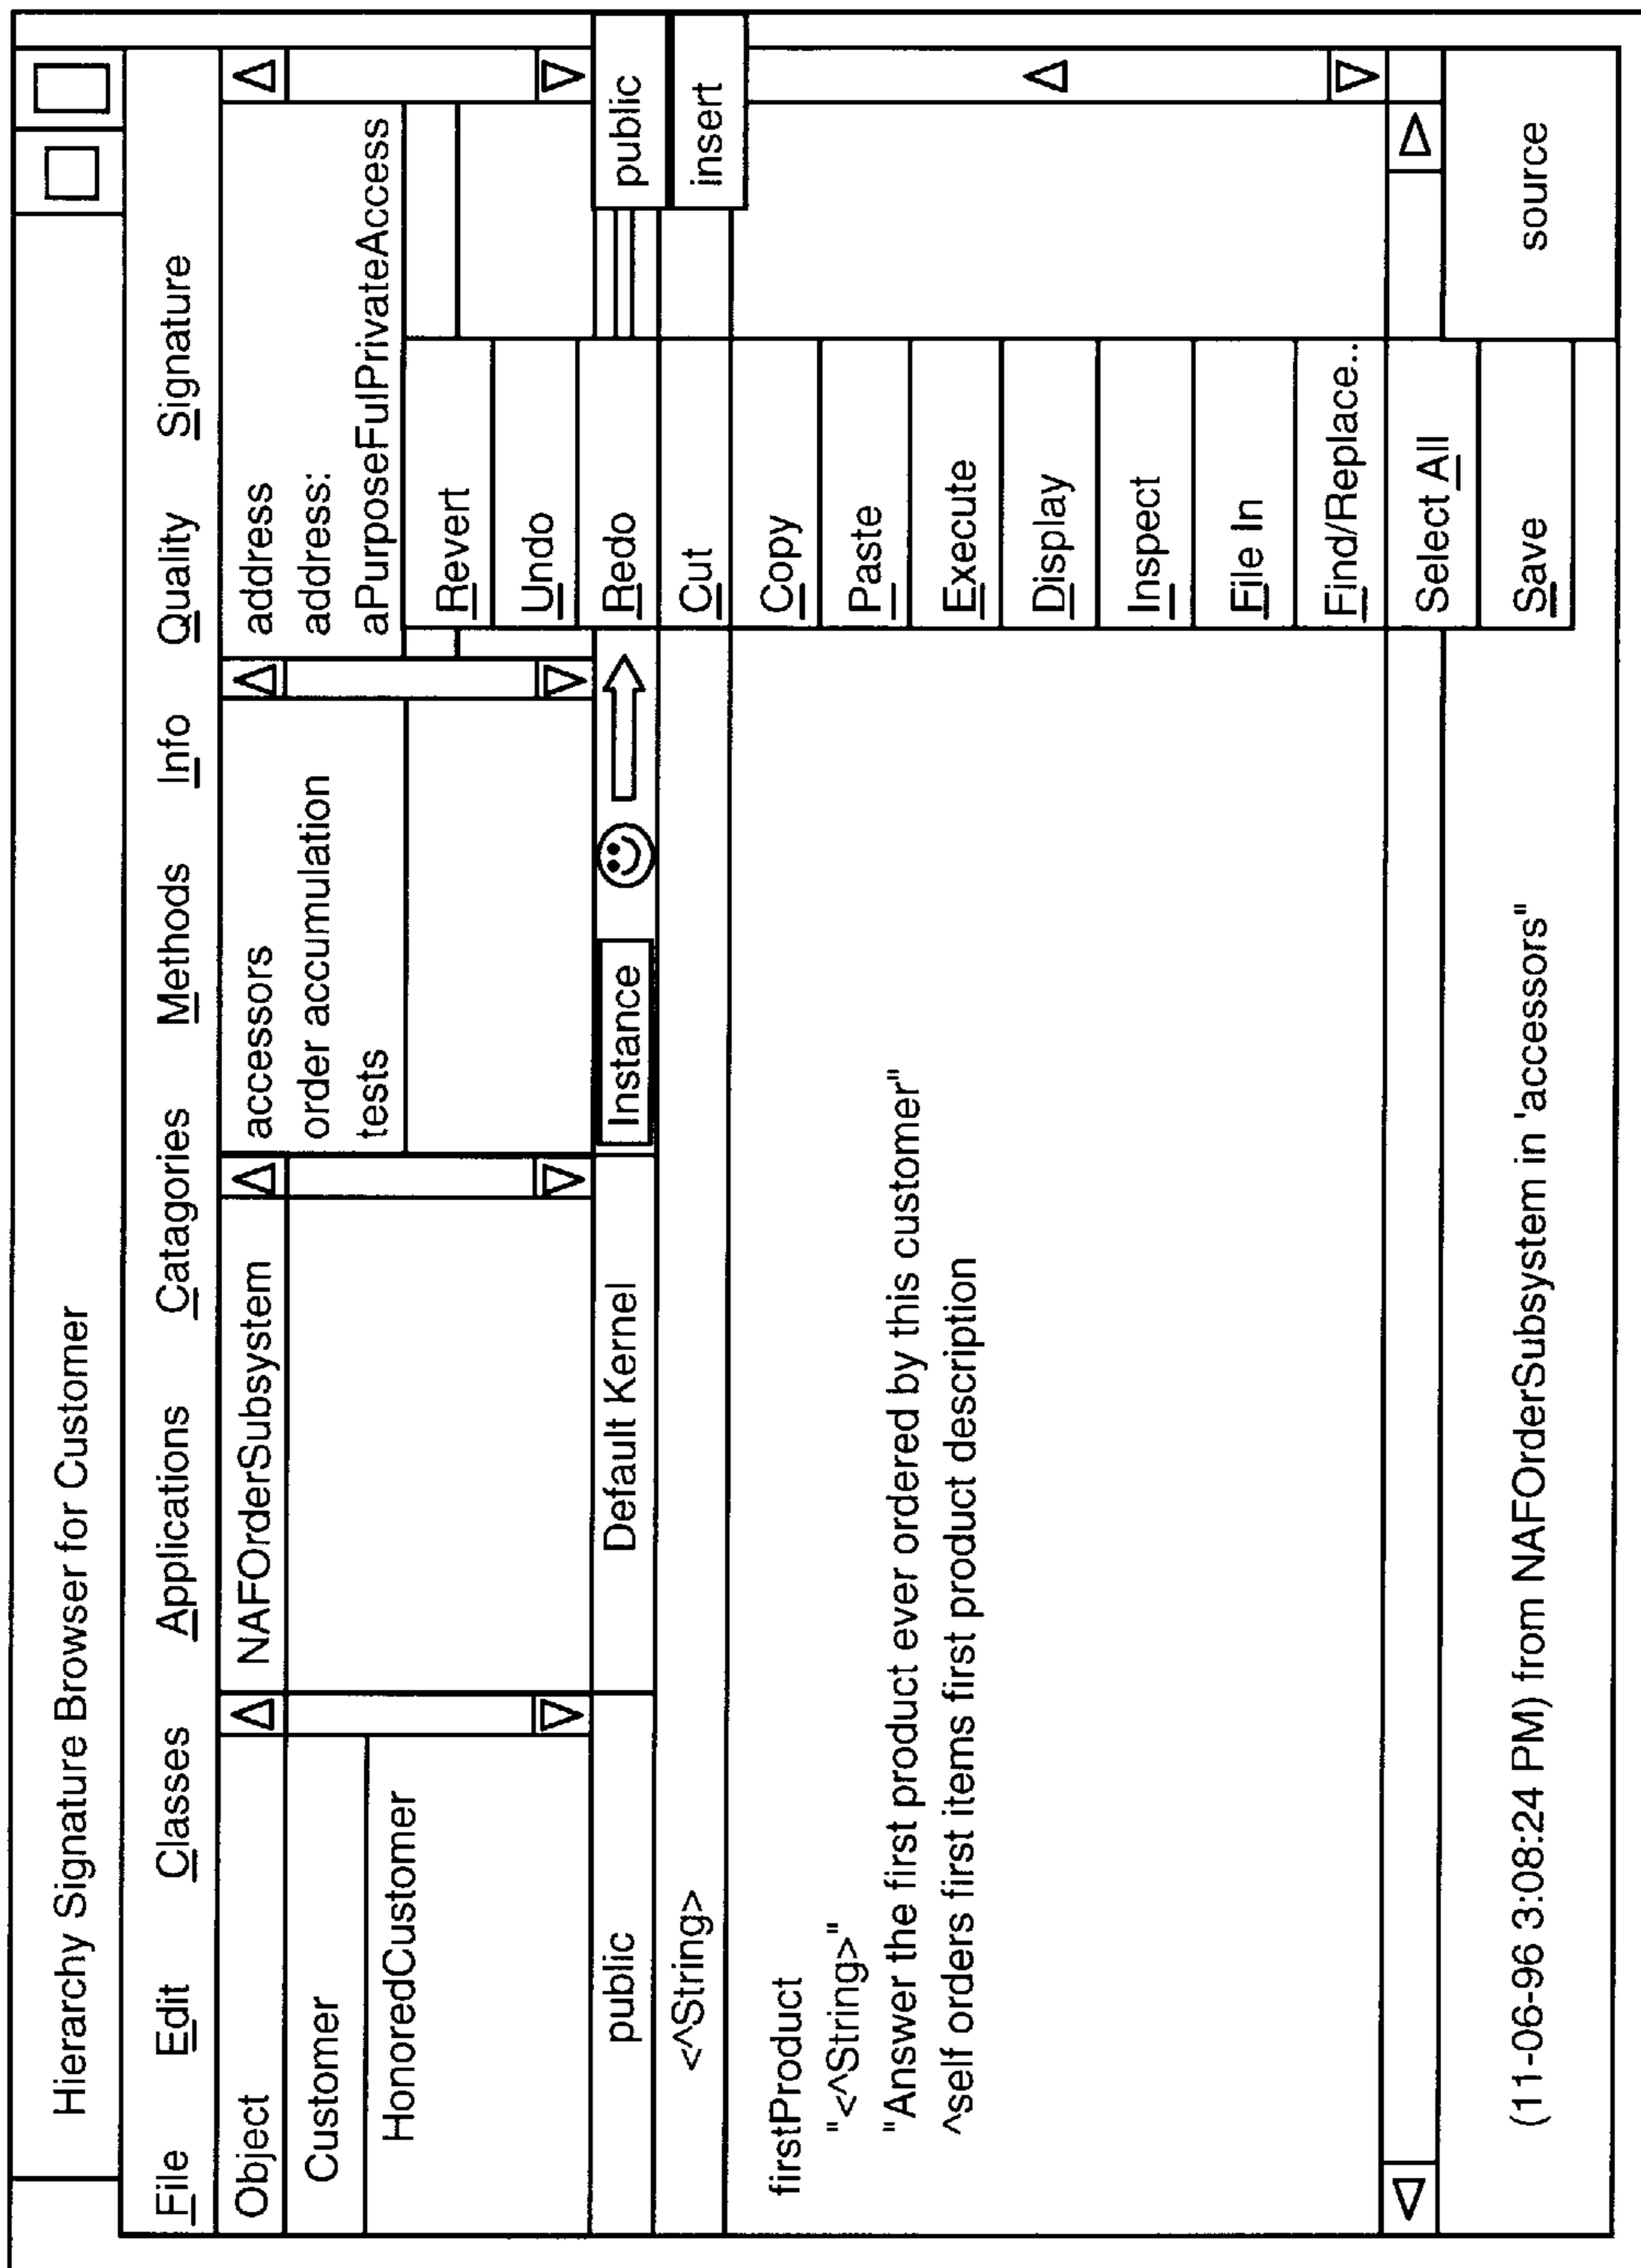 Hierarchy Signature Browser for Customer
File Edit Classes Applications Catagories Methods Info Quality Signature
Object
Customer
HonoredCustomer
NAFOrderSubsystem
accessors
order accumulation
tests
address
address:
aPurposeFulPrivateAccess
public
Default Kernel
Instance
public
insert
<^String>
firstProduct
"<^String>"
"Answer the first product ever ordered by this customer"
^self orders first items first product description
Revert
Undo
Redo
Cut
Copy
Paste
Execute
Display
Inspect
File In
Find/Replace...
Select All
Save
(11-06-96 3:08:24 PM) from NAFOrderSubsystem in 'accessors"
source